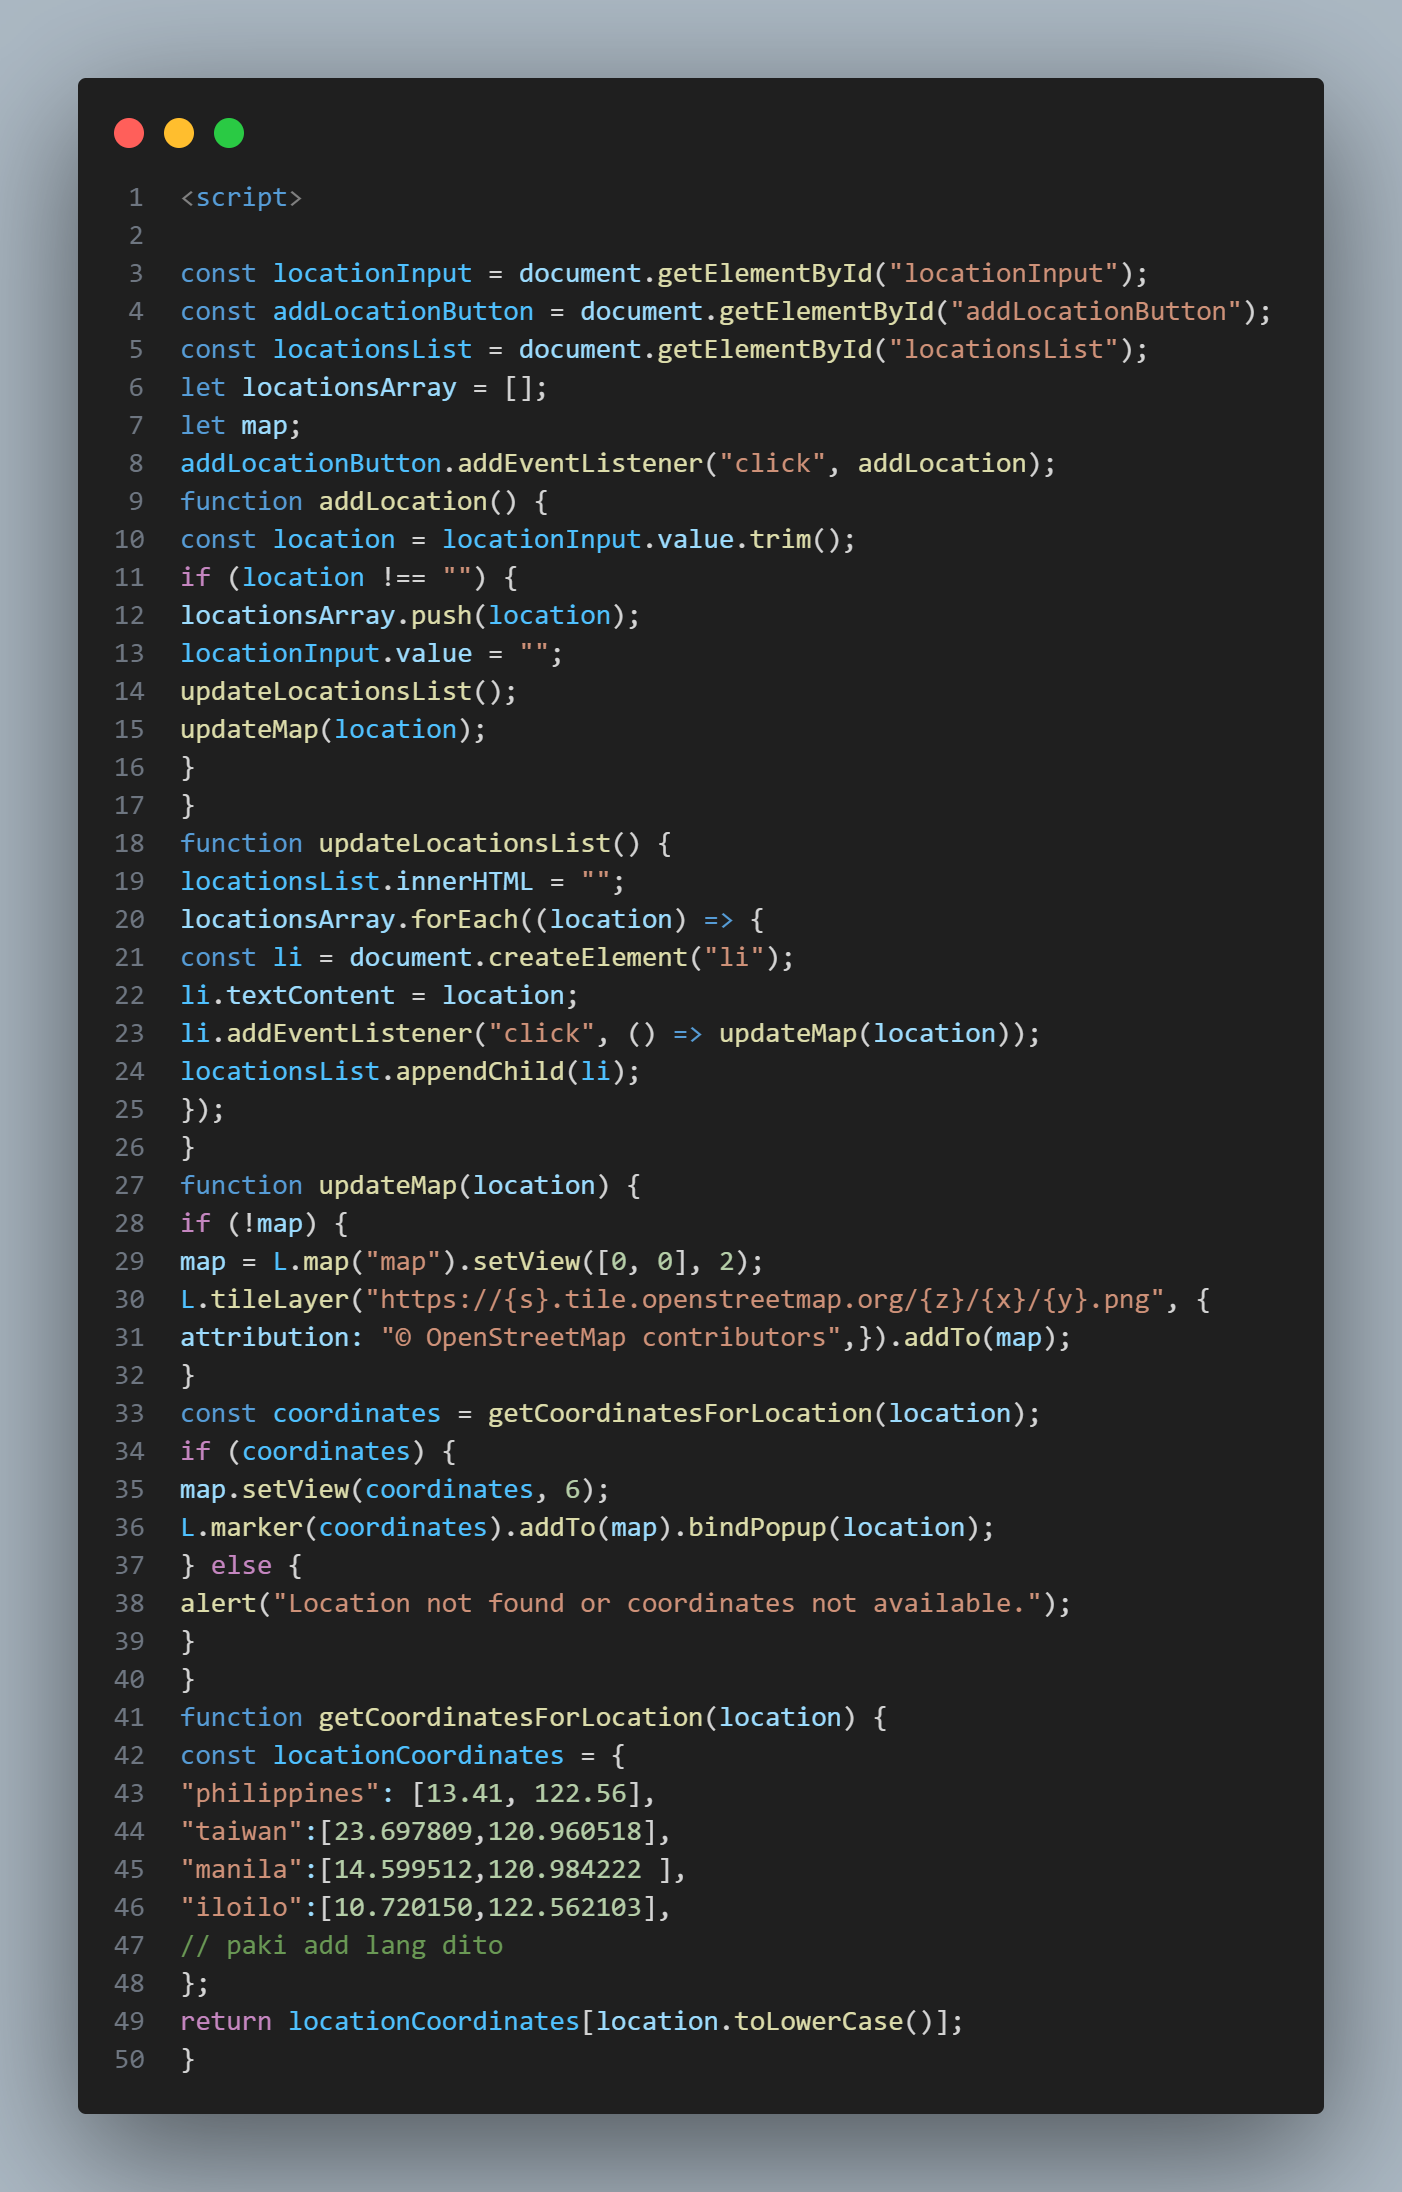 1 <script>
2
3 const locationInput = document.getElementById("locationInput");
4 const addLocationButton = document.getElementById("addLocationButton");
5 const locationsList = document.getElementById("locationsList");
6 let locationsArray = [];
7 let map;
8 addLocationButton.addEventListener("click", addLocation);
9 function addLocation() {
10 const location = locationInput.value.trim();
11 if (location !== "") {
12 locationsArray.push(location);
13 locationInput.value = "";
14 updateLocationsList();
15 updateMap(location);
16 }
17 }
18 function updateLocationsList() {
19 locationsList.innerHTML = "";
20 locationsArray.forEach((location) => {
21 const li = document.createElement("li");
22 li.textContent = location;
23 li.addEventListener("click", () => updateMap(location));
24 locationsList.appendChild(li);
25 });
26 }
27 function updateMap(location) {
28 if (!map) {
29 map = L.map("map").setView([0, 0], 2);
30 L.tileLayer("https://{s}.tile.openstreetmap.org/{z}/{x}/{y}.png", {
31 attribution: "© OpenStreetMap contributors",}).addTo(map);
32 }
33 const coordinates = getCoordinatesForLocation(location);
34 if (coordinates) {
35 map.setView(coordinates, 6);
36 L.marker(coordinates).addTo(map).bindPopup(location);
37 } else {
38 alert("Location not found or coordinates not available.");
39 }
40 }
41 function getCoordinatesForLocation(location) {
42 const locationCoordinates = {
43 "philippines": [13.41, 122.56],
44 "taiwan":[23.697809,120.960518],
45 "manila":[14.599512,120.984222 ],
46 "iloilo":[10.720150,122.562103],
47 // paki add lang dito
48 };
49 return locationCoordinates[location.toLowerCase()];
50 }